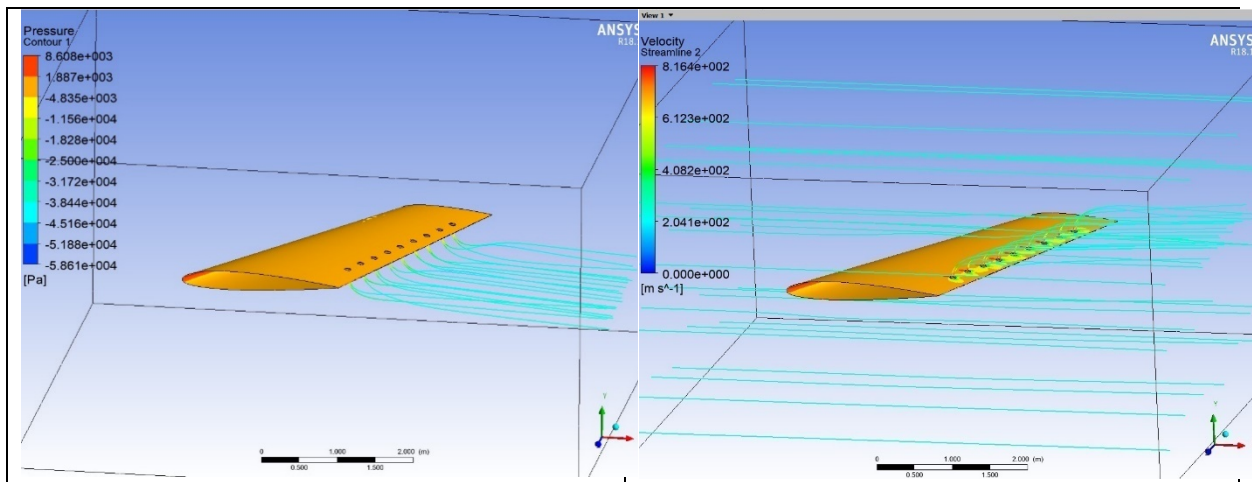 Pressure
Contour 1
8.608e+003
1.887e+003
-4.835e+003
-1.156e+004
-1.828e+004
-2.500e+004
-3.172e+004
-3.844e+004
-4.516e+004
-5.188e+004
-5.861e+004
[Pa]
ANSYS
R18.
0 1.000 2.000 (m)
0.500 1.500
Y
View 1
Velocity
Streamline 2
8.164e+002
6.123e+002
4.082e+002
2.041e+002
0.000e+000
[m s^-1]
ANSYS
R18.1
0 1.000 2.000 (m)
0.500 1.500
Y